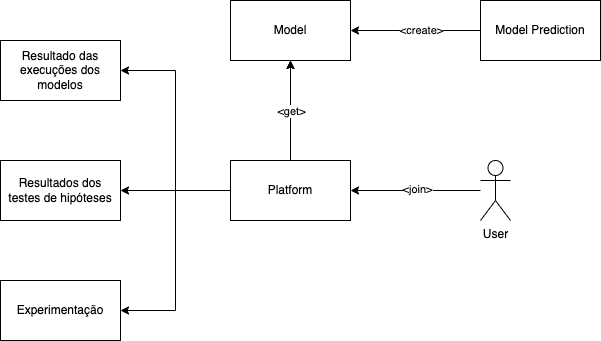 Model
<create>
Model Prediction
Resultado das
execuções dos
modelos
<get>
Resultados dos
testes de hipóteses
Platform
<join>
User
Experimentação